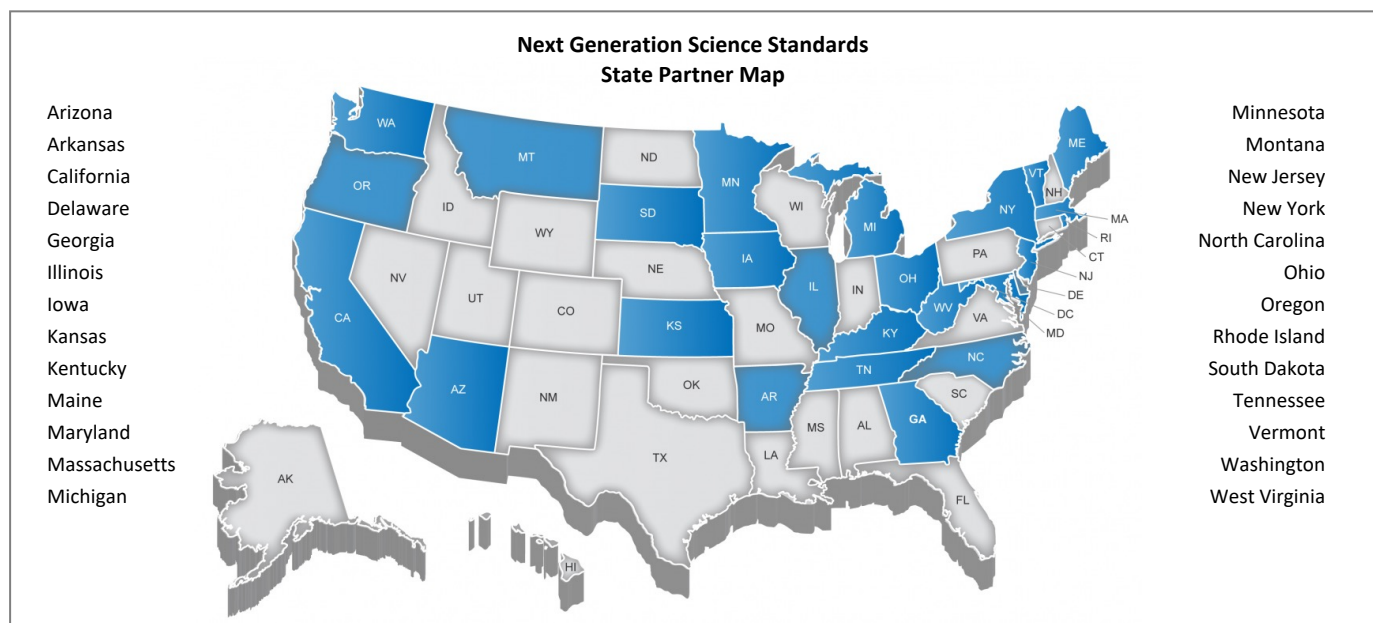 Next Generation Science Standards
State Partner Map
Arizona
Arkansas
California
Delaware
Georgia
Illinois
Iowa
Kansas
Kentucky
Maine
Maryland
Massachusetts
Michigan
WA
OR
CA
NV
ID
MT
WY
UT
AZ
CO
NM
ND
SD
NE
KS
OK
TX
MN
IA
MO
AR
LA
WI
IL
MI
IN
OH
KY
TN
MS
AL
GA
FL
SC
NC
VA
WV
PA
NY
VT
NH
ME
MA
RI
CT
NJ
DE
DC
MD
AK
HI
Minnesota
Montana
New Jersey
New York
North Carolina
Ohio
Oregon
Rhode Island
South Dakota
Tennessee
Vermont
Washington
West Virginia